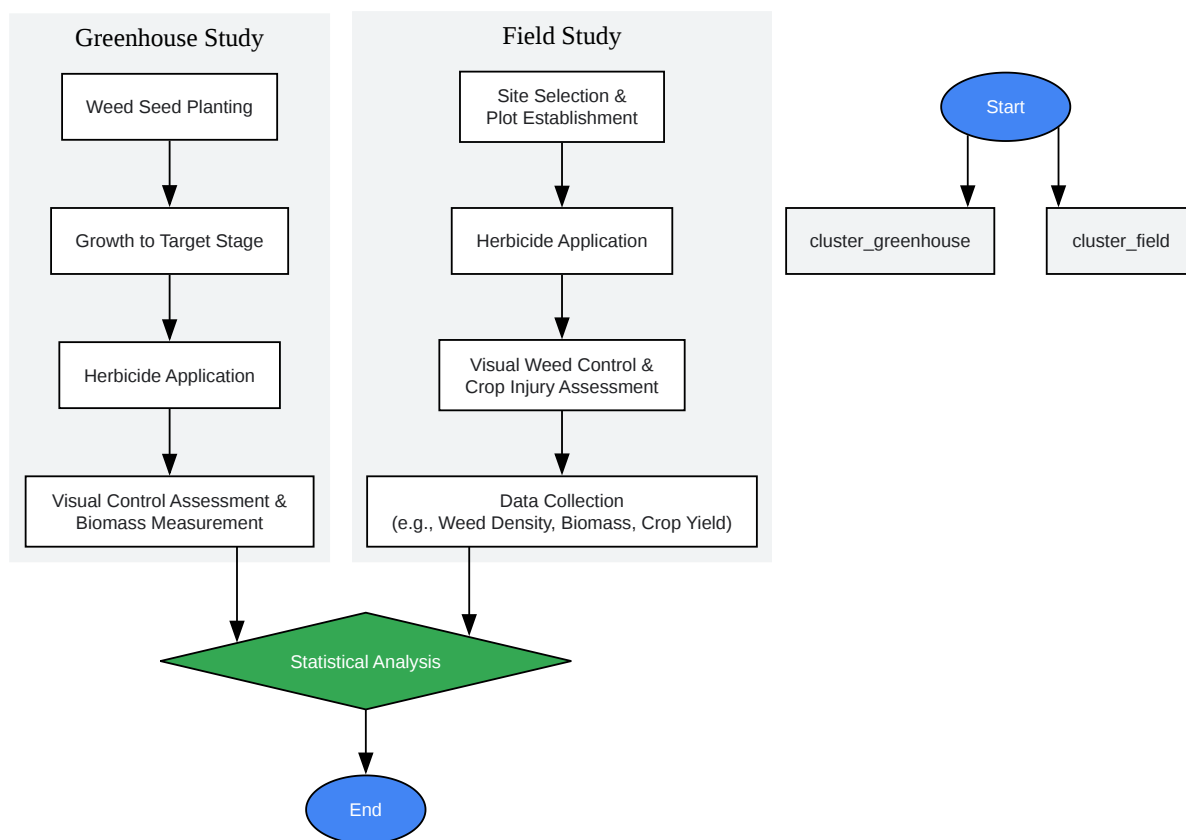 Greenhouse Study
Weed Seed Planting
Growth to Target Stage
Herbicide Application
Visual Control Assessment &
Biomass Measurement
Field Study
Site Selection &
Plot Establishment
Herbicide Application
Visual Weed Control &
Crop Injury Assessment
Data Collection
(e.g., Weed Density, Biomass, Crop Yield)
Statistical Analysis
End
Start
cluster_greenhouse
cluster_field